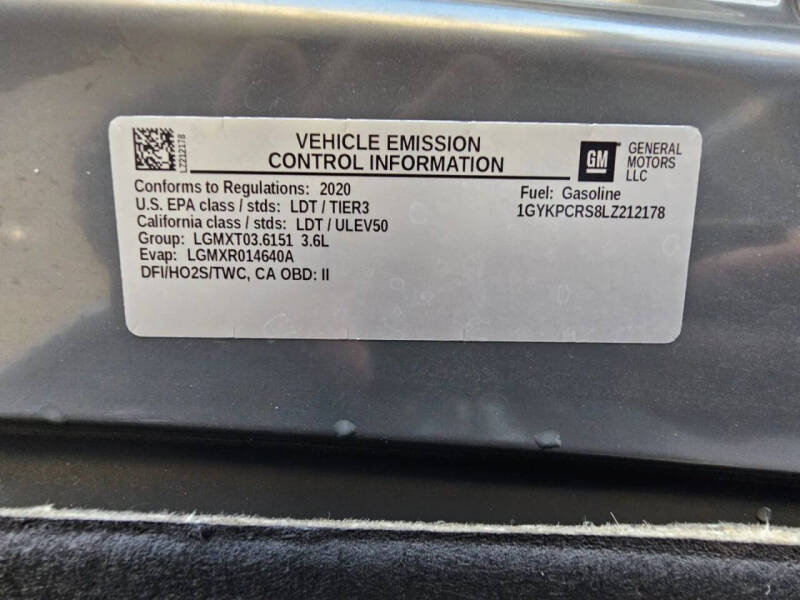 LZ212178
VEHICLE EMISSION
CONTROL INFORMATION
GM
GENERAL
MOTORS
LLC
Conforms to Regulations: 2020
U.S. EPA class / stds: LDT / TIER3
California class / stds: LDT / ULEV50
Group: LGMXT03.6151 3.6L
Evap: LGMXR014640A
DFI/HO2S/TWC, CA OBD: II
Fuel: Gasoline
1GYKPCRS8LZ212178